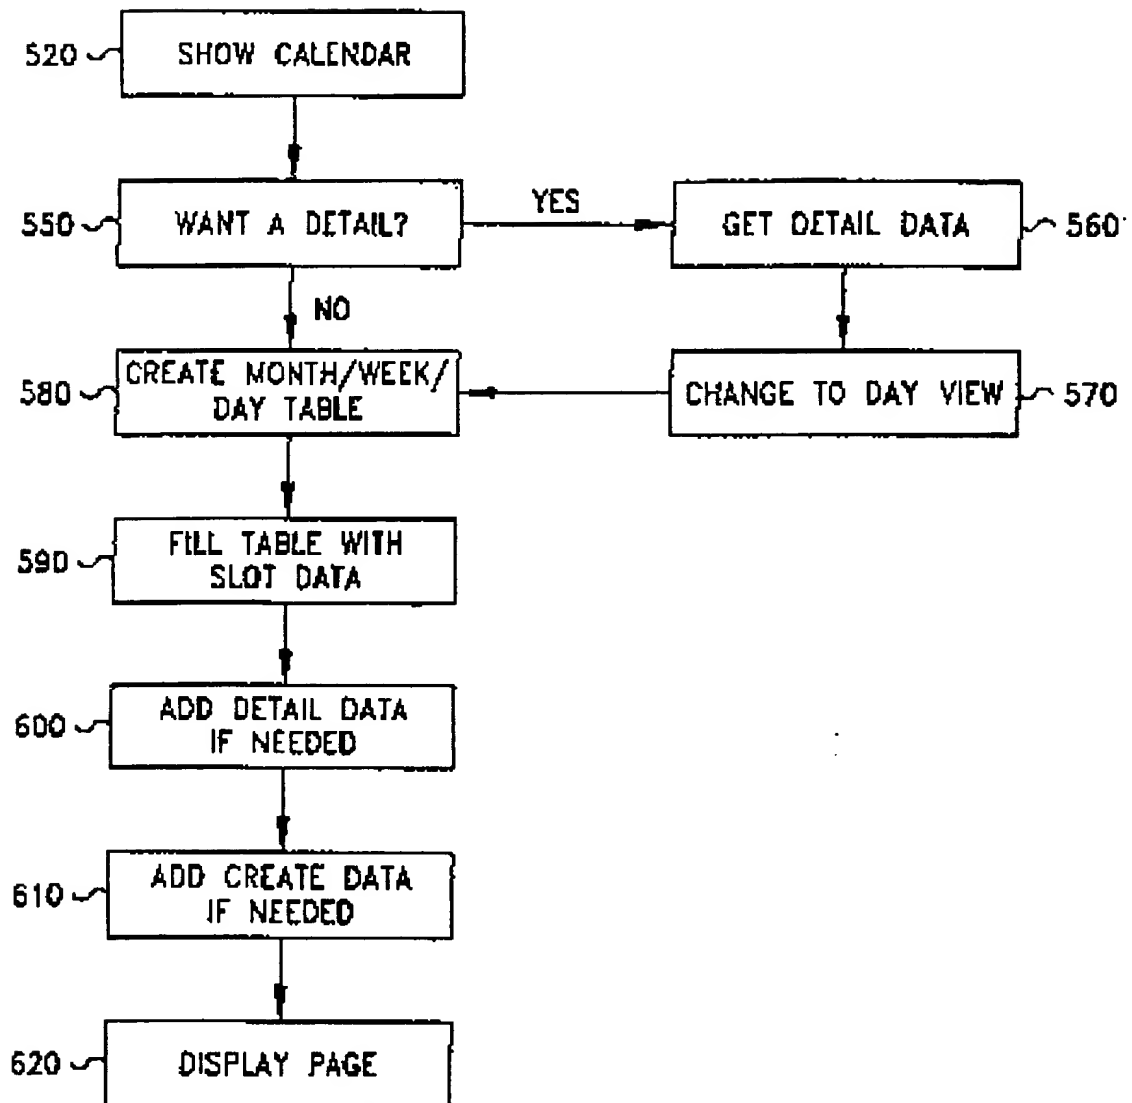 520 SHOW CALENDAR
550 WANT A DETAIL? YES GET DETAIL DATA 560
NO
580 CREATE MONTH/WEEK/
DAY TABLE
CHANGE TO DAY VIEW 570
590 FILL TABLE WITH
SLOT DATA
600 ADD DETAIL DATA
IF NEEDED
610 ADD CREATE DATA
IF NEEDED
620 DISPLAY PAGE